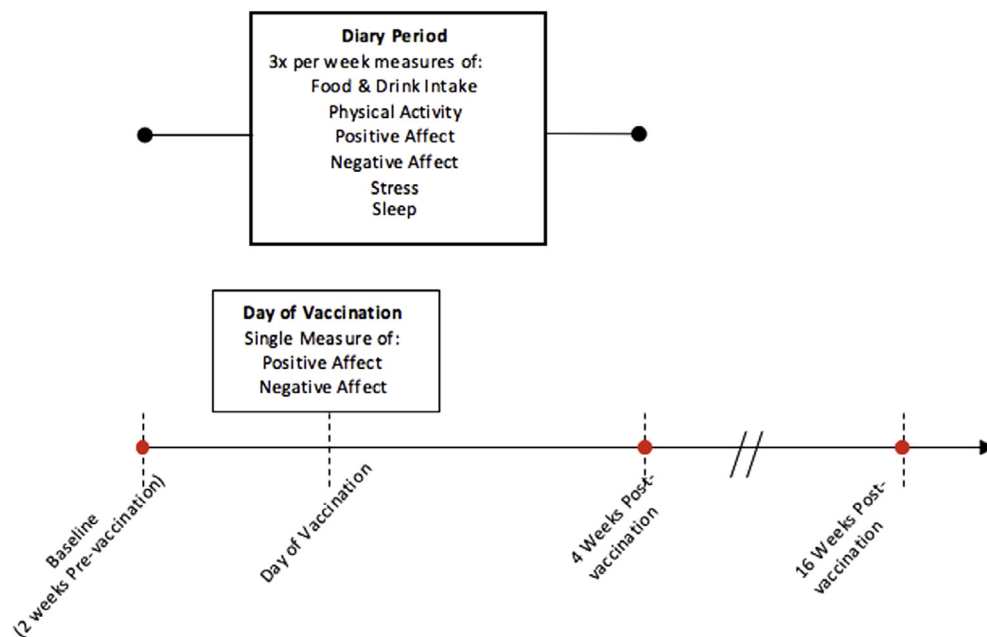 Diary Period
3x per week measures of:
Food & Drink Intake
Physical Activity
Positive Affect
Negative Affect
Stress
Sleep
Day of Vaccination
Single Measure of:
Positive Affect
Negative Affect
Baseline
(2 weeks Pre-vaccination)
Day of Vaccination
4 Weeks Post-
vaccination
16 Weeks Post-
vaccination